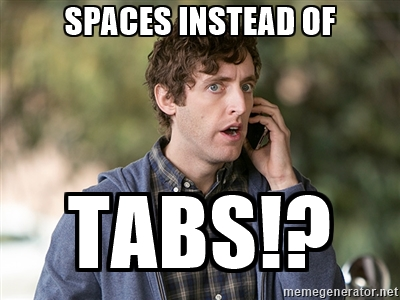 SPACES INSTEAD OF
TABS!?
memegenerator.net